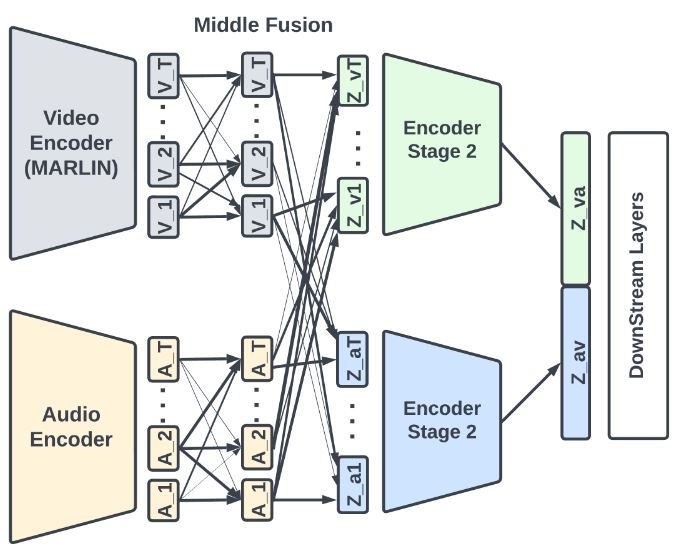 Middle Fusion
Video
Encoder
(MARLIN)
V_T
V_2
V_1
V_T
V_2
V_1
Z_vT
Z_v1
Encoder
Stage 2
Audio
Encoder
A_T
A_2
A_1
A_T
A_2
A_1
Z_aT
Z_a1
Encoder
Stage 2
Z_va
Z_av
DownStream Layers